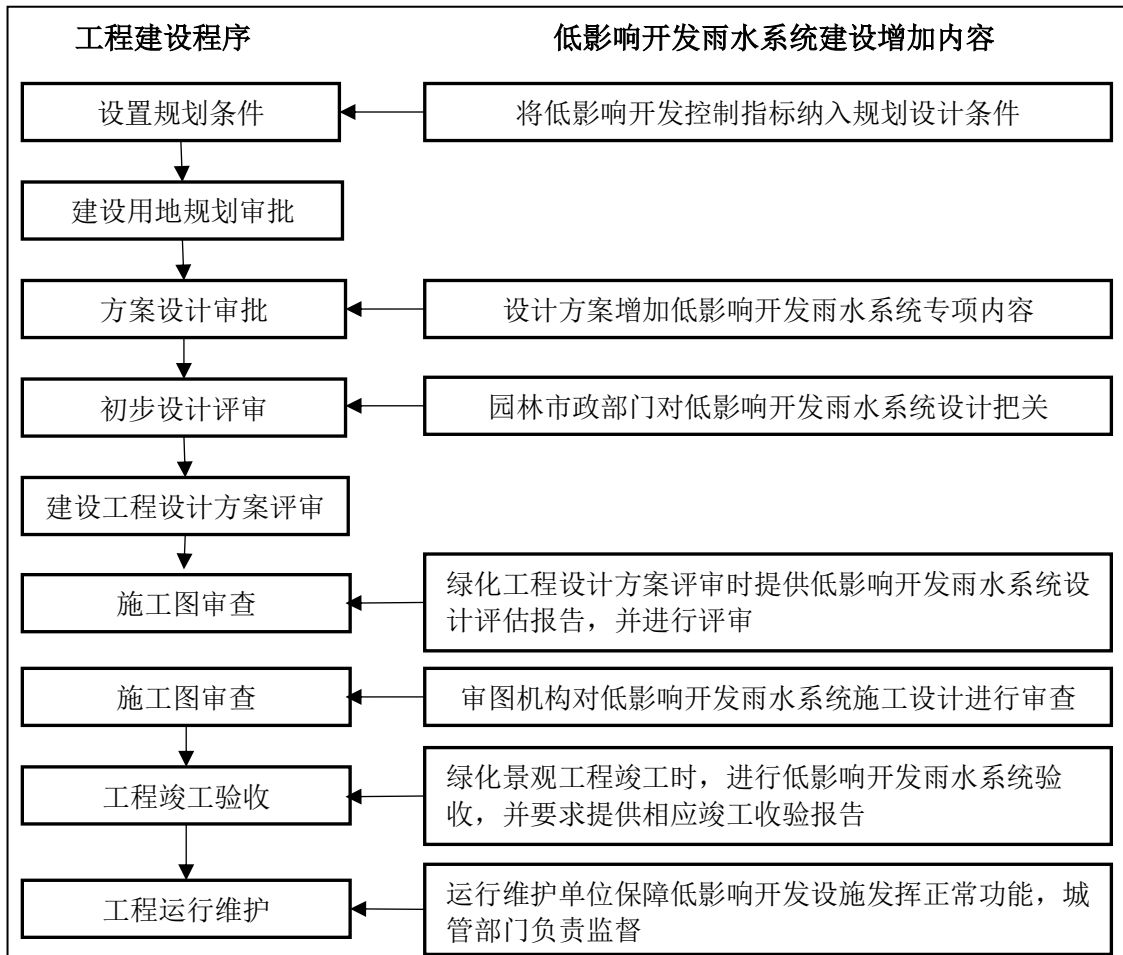 工程建设程序
低影响开发雨水系统建设增加内容
设置规划条件
将低影响开发控制指标纳入规划设计条件
建设用地规划审批
方案设计审批
设计方案增加低影响开发雨水系统专项内容
初步设计评审
园林市政部门对低影响开发雨水系统设计把关
建设工程设计方案评审
施工图审查
绿化工程设计方案评审时提供低影响开发雨水系统设
计评估报告，并进行评审
施工图审查
审图机构对低影响开发雨水系统施工设计进行审查
工程竣工验收
绿化景观工程竣工时，进行低影响开发雨水系统验
收，并要求提供相应竣工收验报告
工程运行维护
运行维护单位保障低影响开发设施发挥正常功能，城
管部门负责监督